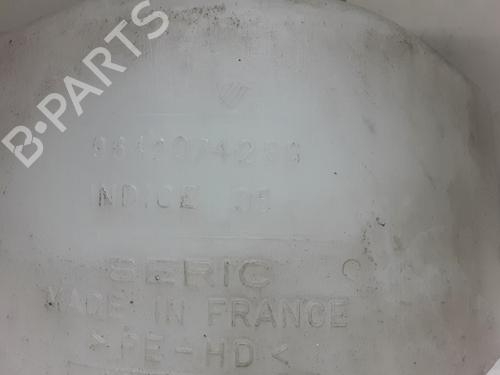 B-PARTS
INDICE
SERIC
MADE IN FRANCE
>PE-HD<